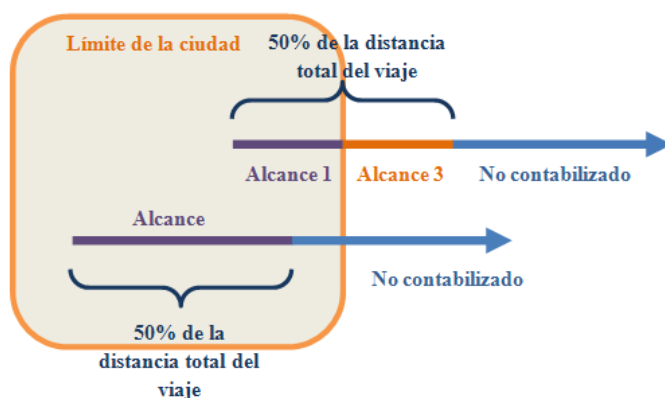 Límite de la ciudad
50% de la distancia
total del viaje
Alcance 1
Alcance 3
No contabilizado
Alcance
No contabilizado
50% de la
distancia total del
viaje